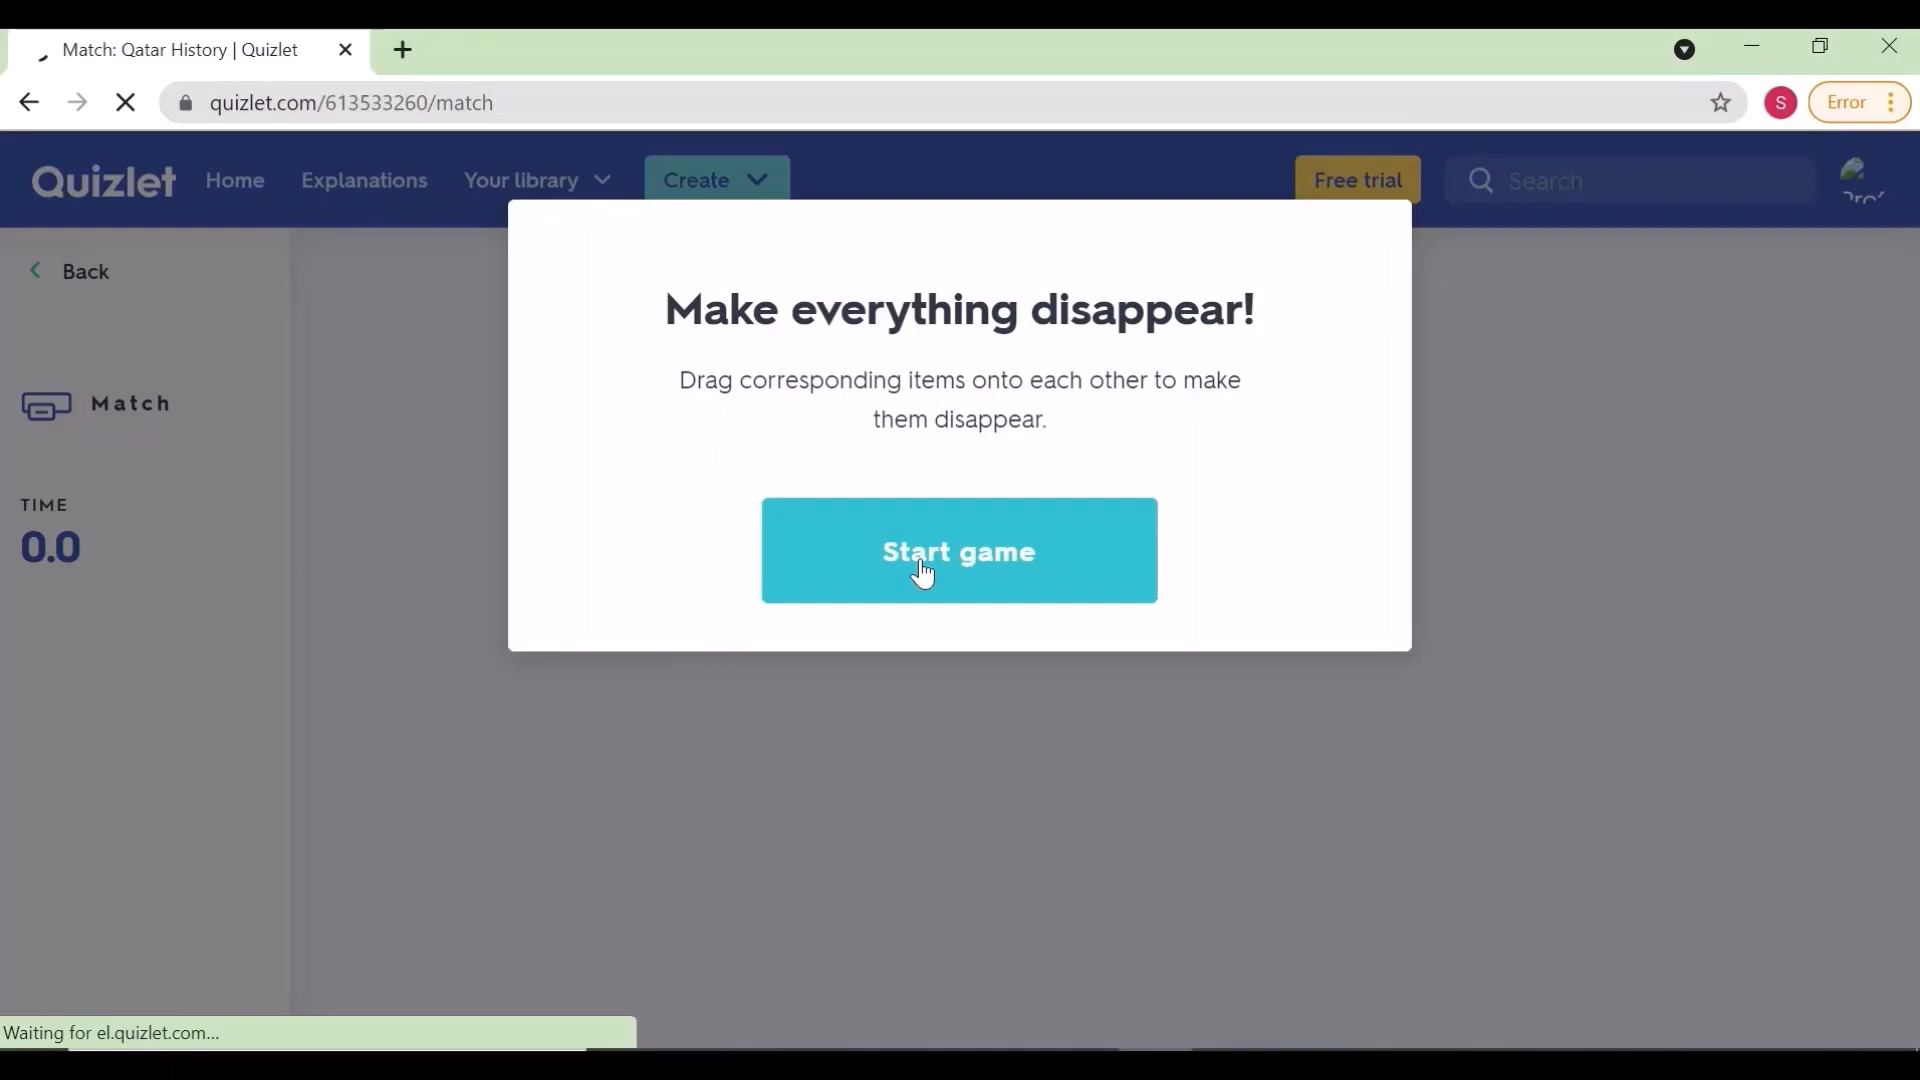 Match: Qatar History | Quizlet
quizlet.com/613533260/match
S
Error
Quizlet
Home
Explanations
Your library
Create
Free trial
Search
Back
Match
TIME
0.0
Make everything disappear!
Drag corresponding items onto each other to make
them disappear.
Start game
Waiting for el.quizlet.com...